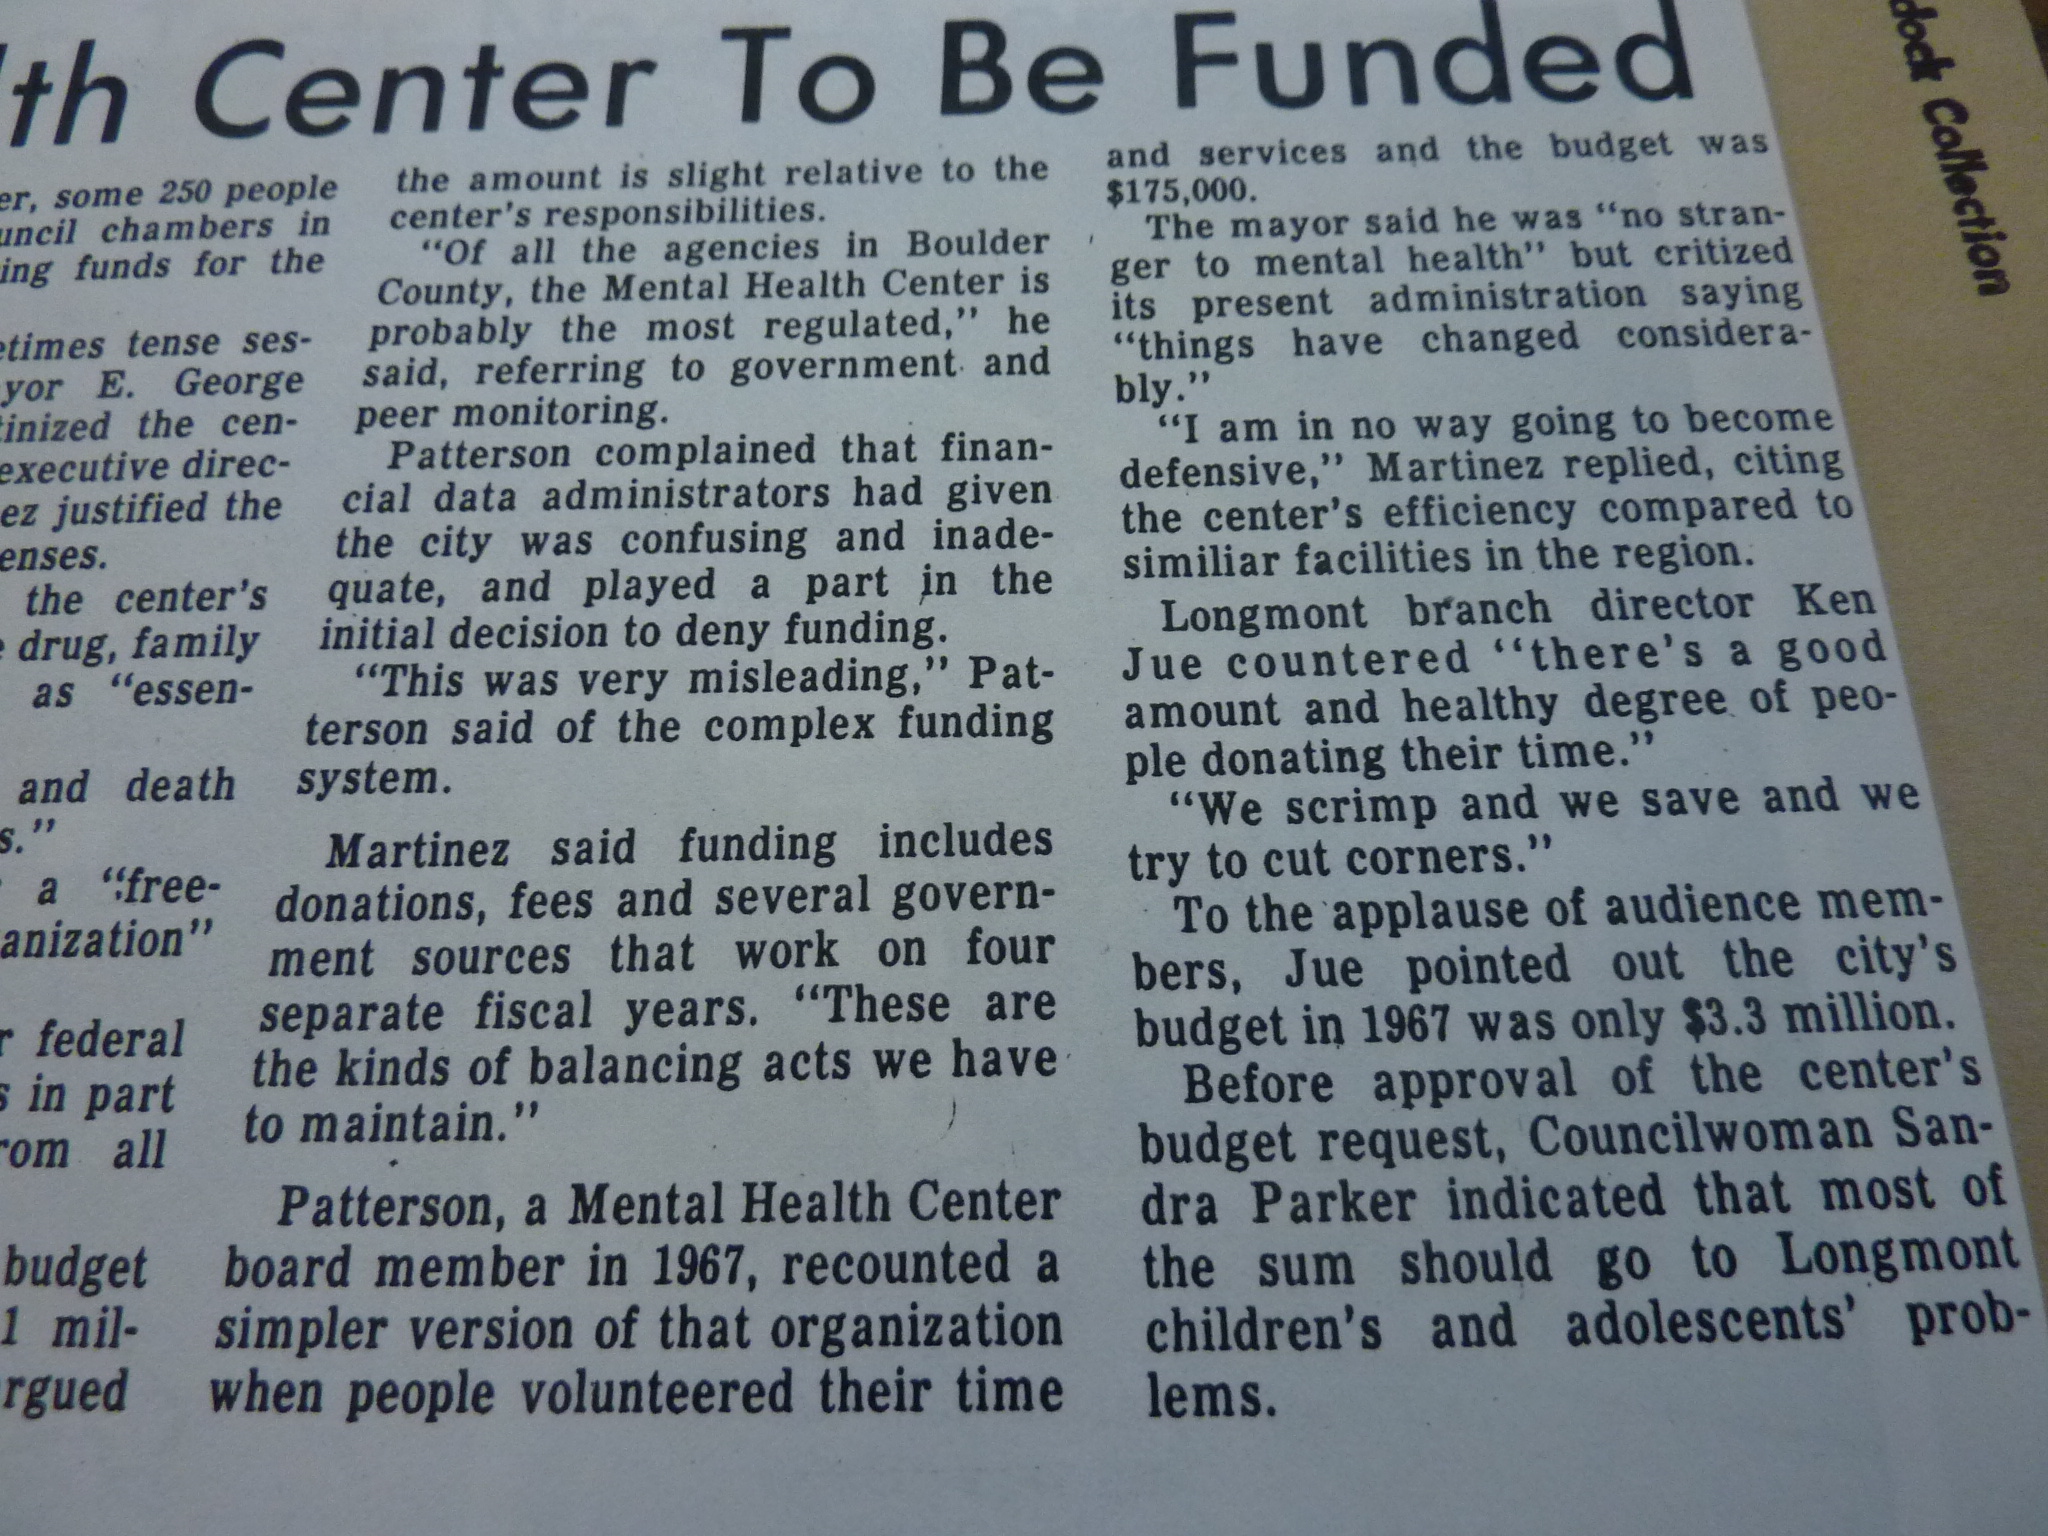 lth Center To Be Funded
er, some 250 people
uncil chambers in
ing funds for the
etimes tense ses-
yor E. George
inized the cen-
executive direc-
ez justified the
enses.
the center's
drug, family
as "essen-
and death
s."
a "free-
anization"
r federal
s in part
rom all
budget
1 mil-
rgued
the amount is slight relative to the
center's responsibilities.
"Of all the agencies in Boulder
County, the Mental Health Center is
probably the most regulated," he
said, referring to government and
peer monitoring.
Patterson complained that finan-
cial data administrators had given
the city was confusing and inade-
quate, and played a part in the
initial decision to deny funding.
"This was very misleading," Pat-
terson said of the complex funding
system.
Martinez said funding includes
donations, fees and several govern-
ment sources that work on four
separate fiscal years. "These are
the kinds of balancing acts we have
to maintain."
Patterson, a Mental Health Center
board member in 1967, recounted a
simpler version of that organization
when people volunteered their time
and services and the budget was
$175,000.
The mayor said he was "no stran-
ger to mental health" but critized
its present administration saying
"things have changed considera-
bly."
"I am in no way going to become
defensive," Martinez replied, citing
the center's efficiency compared to
similiar facilities in the region.
Longmont branch director Ken
Jue countered "there's a good
amount and healthy degree of peo-
ple donating their time."
"We scrimp and we save and we
try to cut corners."
To the applause of audience mem-
bers, Jue pointed out the city's
budget in 1967 was only $3.3 million.
Before approval of the center's
budget request, Councilwoman San-
dra Parker indicated that most of
the sum should go to Longmont
children's and adolescents' prob-
lems.
dock Collection